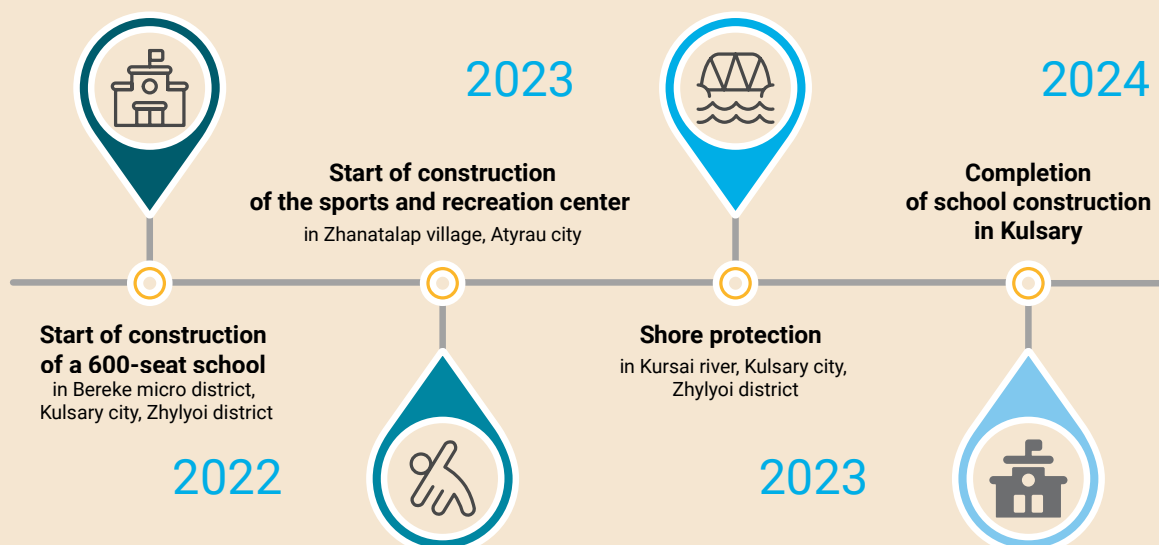 Start of construction
of a 600-seat school
in Bereke micro district,
Kulsary city, Zhylyoi district
2022
2023
Start of construction
of the sports and recreation center
in Zhanatalap village, Atyrau city
Shore protection
in Kursai river, Kulsary city,
Zhylyoi district
2023
2024
Completion
of school construction
in Kulsary